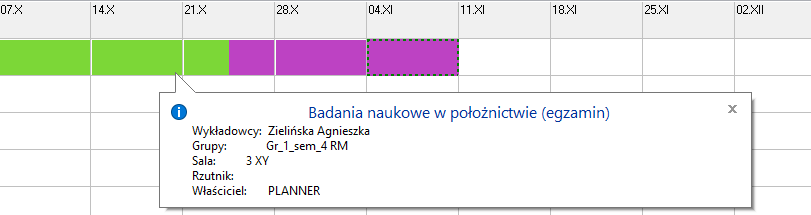 07.X 14.X 21.X 28.X 04.XI 11.XI 18.XI 25.XI 02.XII
Badania naukowe w położnictwie (egzamin)
Wykładowcy: Zielińska Agnieszka
Grupy: Gr_1_sem_4 RM
Sala: 3 XY
Rzutnik:
Właściciel: PLANNER